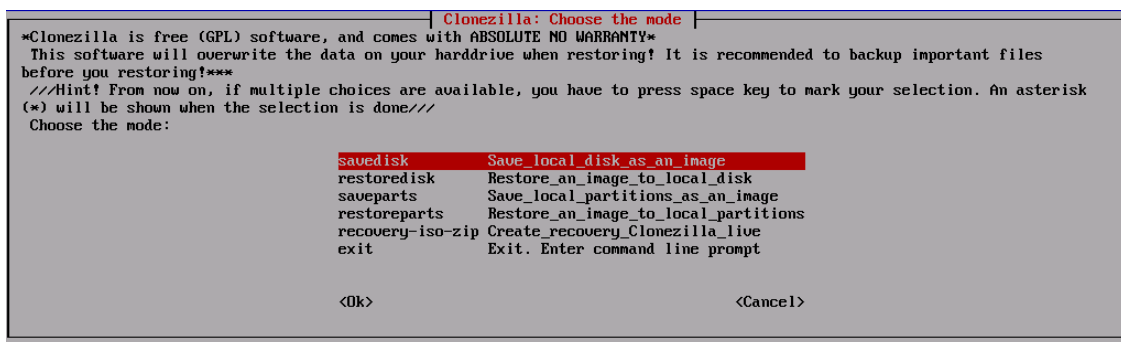 Clonezilla: Choose the mode
*Clonezilla is free (GPL) software, and comes with ABSOLUTE NO WARRANTY*
This software will overwrite the data on your harddrive when restoring! It is recommended to backup important files
before you restoring!***
///Hint! From now on, if multiple choices are available, you have to press space key to mark your selection. An asterisk
(*) will be shown when the selection is done///
Choose the mode:
savedisk Save_local_disk_as_an_image
restoredisk Restore_an_image_to_local_disk
saveparts Save_local_partitions_as_an_image
restoreparts Restore_an_image_to_local_partitions
recovery-iso-zip Create_recovery_Clonezilla_live
exit Exit. Enter command line prompt
<Ok> <Cancel>